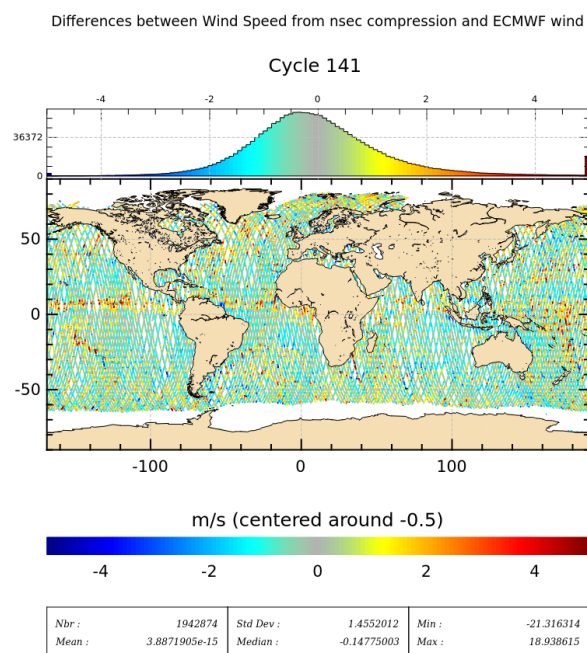 Differences between Wind Speed from nsec compression and ECMWF wind
Cycle 141
-4 -2 0 2 4
36372
0
50
0
-50
-100 0 100
m/s (centered around -0.5)
-4 -2 0 2 4
Nbr : 1942874 Std Dev : 1.4552012 Min : -21.316314
Mean : 3.8871905e-15 Median : -0.14775003 Max : 18.938615